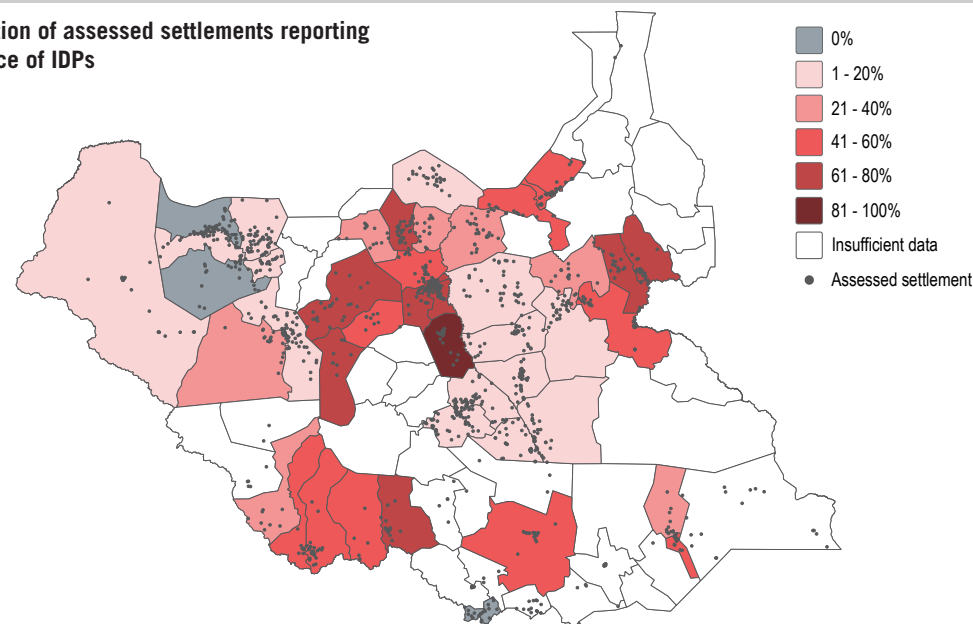 tion of assessed settlements reporting
ce of IDPs
0%
1 - 20%
21 - 40%
41 - 60%
61 - 80%
81 - 100%
Insufficient data
Assessed settlement